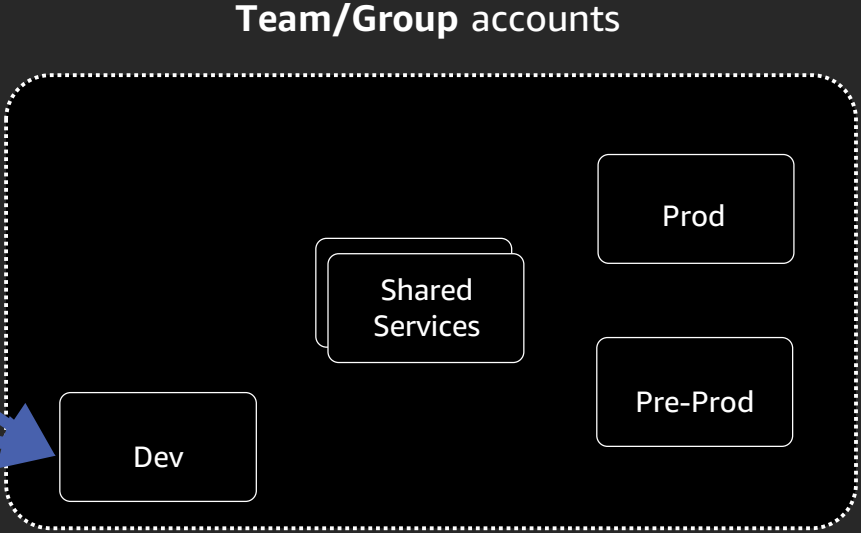 Team/Group accounts
Prod
Shared
Services
Pre-Prod
Dev